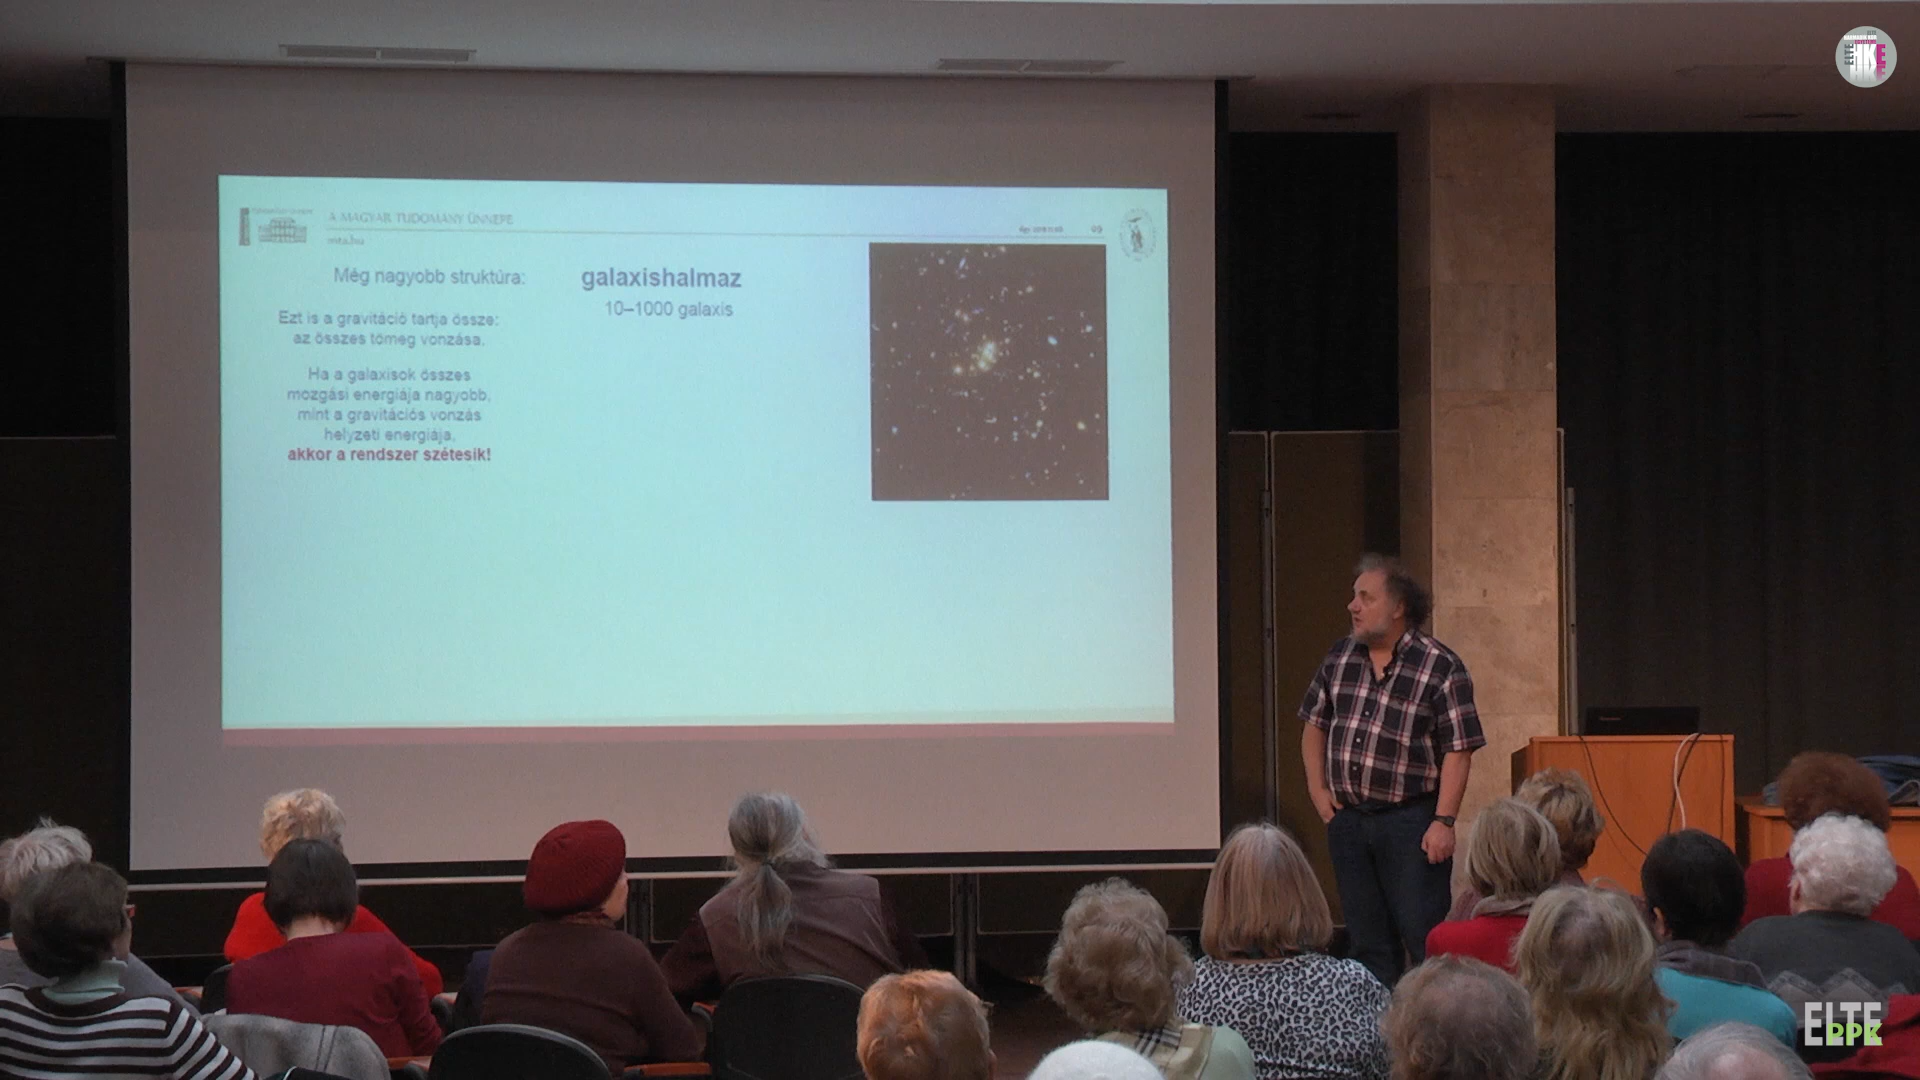 A MAGYAR TUDOMÁNY ÜNNEPE
mta.hu
09
Még nagyobb struktúra:
galaxishalmaz
10–1000 galaxis
Ezt is a gravitáció tartja össze:
az összes tömeg vonzása.
Ha a galaxisok összes
mozgási energiája nagyobb,
mint a gravitációs vonzás
helyzeti energiája,
akkor a rendszer szétesik!
ELTE
PPK